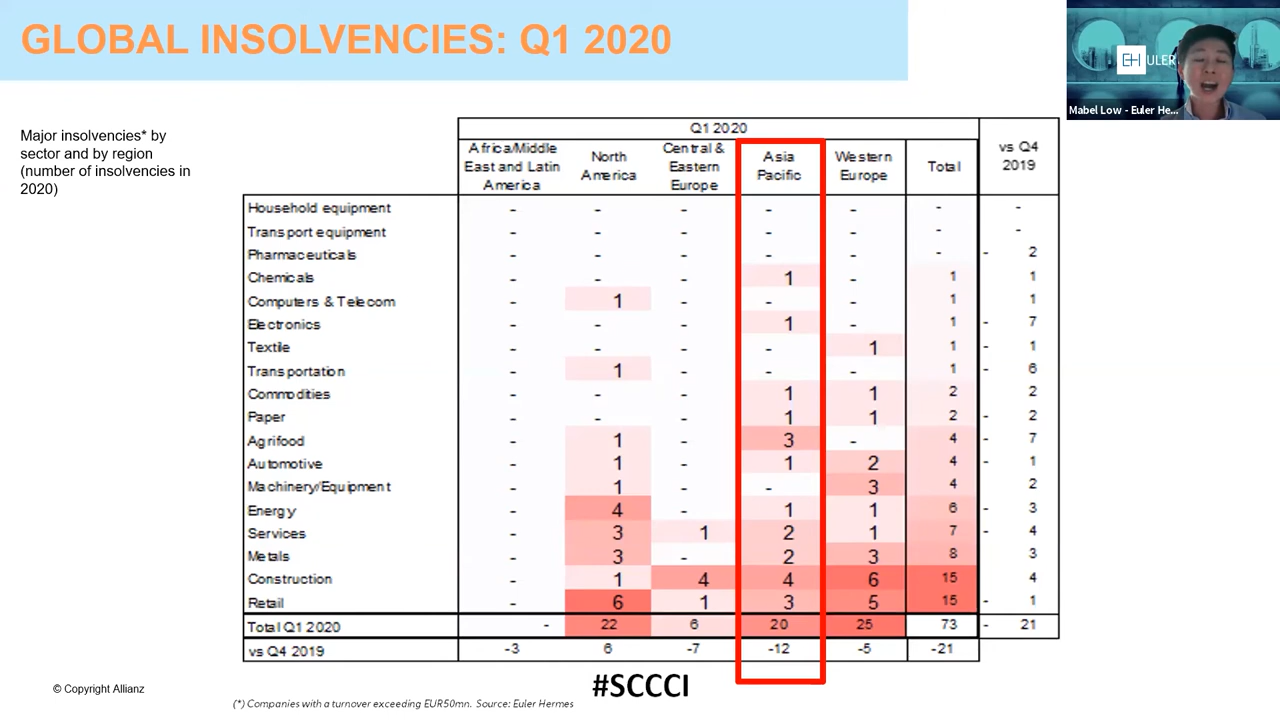 GLOBAL INSOLVENCIES: Q1 2020
EH ULER
Mabel Low - Euler He...
Major insolvencies* by
sector and by region
(number of insolvencies in
2020)
Q1 2020
Africa/Middle East and Latin America North America Central & Eastern Europe Asia Pacific Western Europe Total vs Q4 2019
Household equipment - - - - - - -
Transport equipment - - - - - - -
Pharmaceuticals - - - - - - - 2
Chemicals - - - 1 - 1 1
Computers & Telecom - 1 - - - 1 1
Electronics - - - 1 - 1 - 7
Textile - - - - 1 1 - 1
Transportation - 1 - - - 1 - 6
Commodities - - - 1 1 2 2
Paper - - - 1 1 2 - 2
Agrifood - 1 - 3 - 4 - 7
Automotive - 1 - 1 2 4 - 1
Machinery/Equipment - 1 - - 3 4 2
Energy - 4 - 1 1 6 - 3
Services - 3 1 2 1 7 - 4
Metals - 3 - 2 3 8 3
Construction - 1 4 4 6 15 4
Retail - 6 1 3 5 15 - 1
Total Q1 2020 - 22 6 20 25 73 - 21
vs Q4 2019 -3 6 -7 -12 -5 -21
#SCCCI
© Copyright Allianz
(*) Companies with a turnover exceeding EUR50mn. Source: Euler Hermes